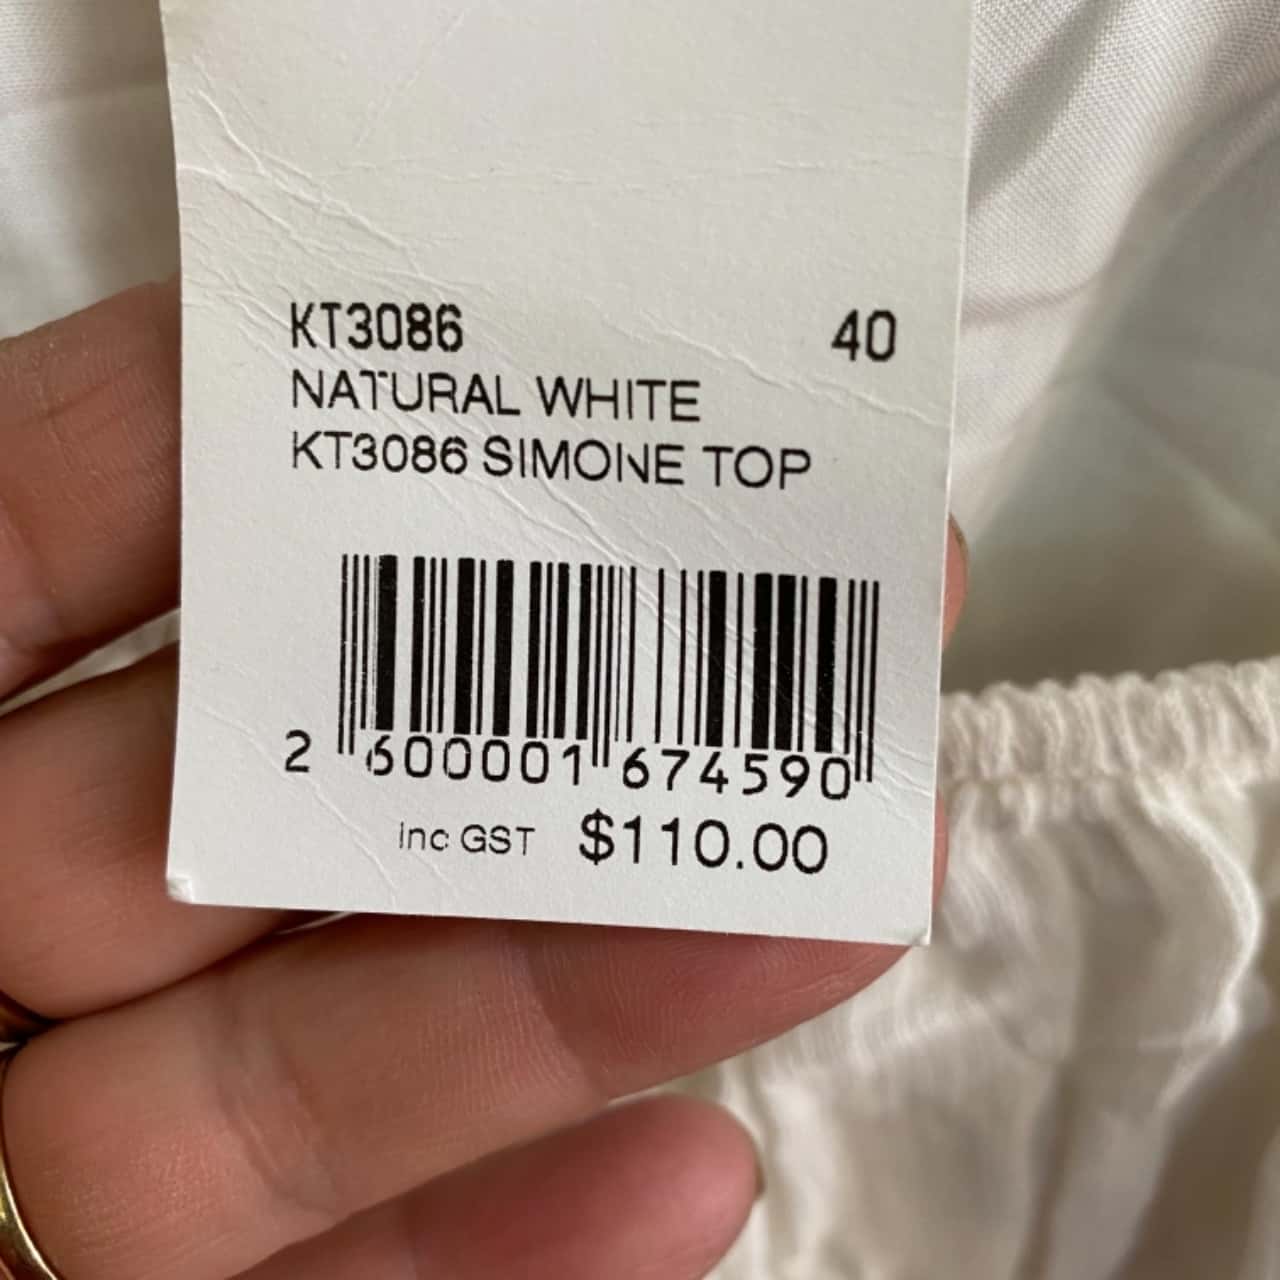 KT3086 40
NATURAL WHITE
KT3086 SIMONE TOP
2 600001 674590
inc GST $110.00